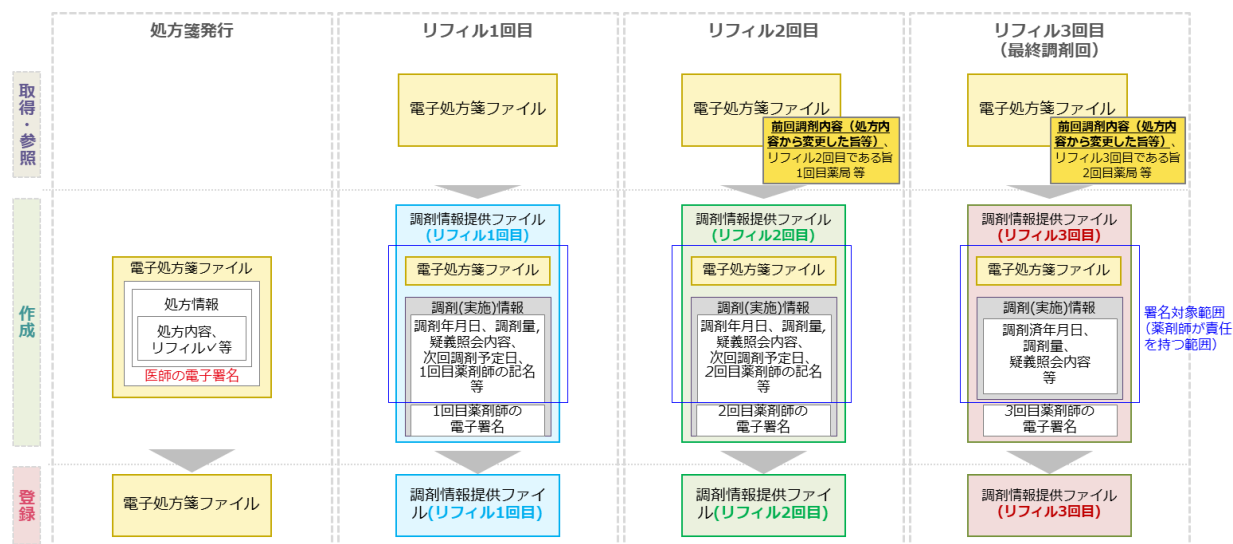 処方箋発行
リフィル1回目
リフィル2回目
リフィル3回目
（最終調剤回）
取得・参照
電子処方箋ファイル
電子処方箋ファイル
前回調剤内容（処方内
容から変更した旨等）、
リフィル2回目である旨
1回目薬局 等
電子処方箋ファイル
前回調剤内容（処方内
容から変更した旨等）、
リフィル3回目である旨
2回目薬局 等
作成
電子処方箋ファイル
処方情報
処方内容、
リフィル✓等
医師の電子署名
調剤情報提供ファイル
(リフィル1回目)
電子処方箋ファイル
調剤(実施)情報
調剤年月日、調剤量,
疑義照会内容、
次回調剤予定日、
1回目薬剤師の記名
等
1回目薬剤師の
電子署名
調剤情報提供ファイル
(リフィル2回目)
電子処方箋ファイル
調剤(実施)情報
調剤年月日、調剤量,
疑義照会内容、
次回調剤予定日、
2回目薬剤師の記名
等
2回目薬剤師の
電子署名
調剤情報提供ファイル
(リフィル3回目)
電子処方箋ファイル
調剤(実施)情報
調剤済年月日、
調剤量、
疑義照会内容
等
3回目薬剤師の
電子署名
署名対象範囲
（薬剤師が責任
を持つ範囲）
登録
電子処方箋ファイル
調剤情報提供ファイ
ル(リフィル1回目)
調剤情報提供ファイ
ル(リフィル2回目)
調剤情報提供ファイル
(リフィル3回目)